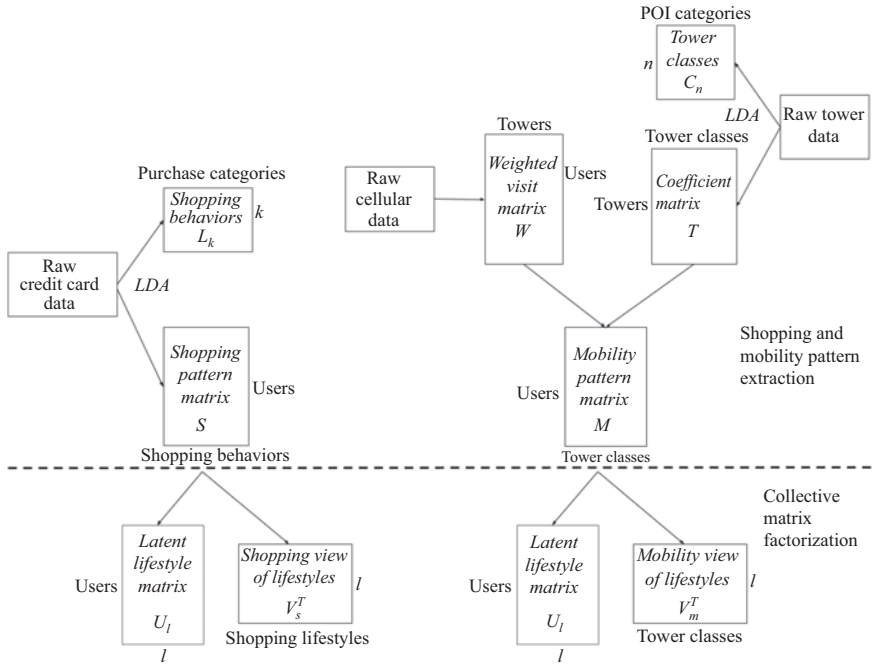 POI categories
Tower
classes
C_n
n
LDA
Raw tower
data
Towers
Weighted
visit
matrix
W
Users
Raw
cellular
data
Tower classes
Towers
Coefficient
matrix
T
Purchase categories
Shopping
behaviors
L_k
k
Raw
credit card
data
LDA
Shopping
pattern
matrix
S
Users
Shopping behaviors
Users
Mobility
pattern
matrix
M
Tower classes
Shopping and
mobility pattern
extraction
Collective
matrix
factorization
Users
Latent
lifestyle
matrix
U_l
l
Shopping view
of lifestyles
V_s^T
l
Shopping lifestyles
Users
Latent
lifestyle
matrix
U_l
l
Mobility view
of lifestyles
V_m^T
l
Tower classes